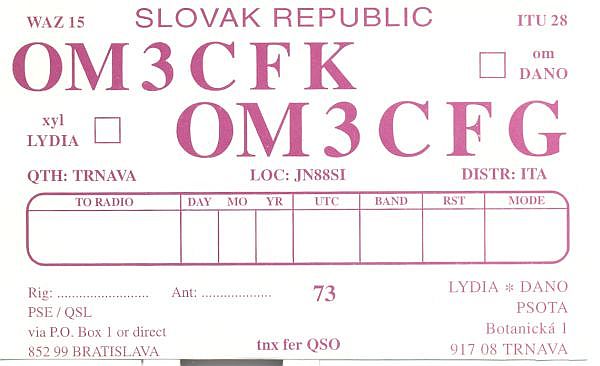 WAZ 15 SLOVAK REPUBLIC ITU 28
OM3CFK
om
DANO
xyl
LYDIA
OM3CFG
QTH: TRNAVA LOC: JN88SI DISTR: ITA
TO RADIO DAY MO YR UTC BAND RST MODE
Rig: ......................... Ant: ...................
73
LYDIA * DANO
PSE / QSL
PSOTA
via P.O. Box 1 or direct
Botanická 1
852 99 BRATISLAVA
tnx fer QSO
917 08 TRNAVA